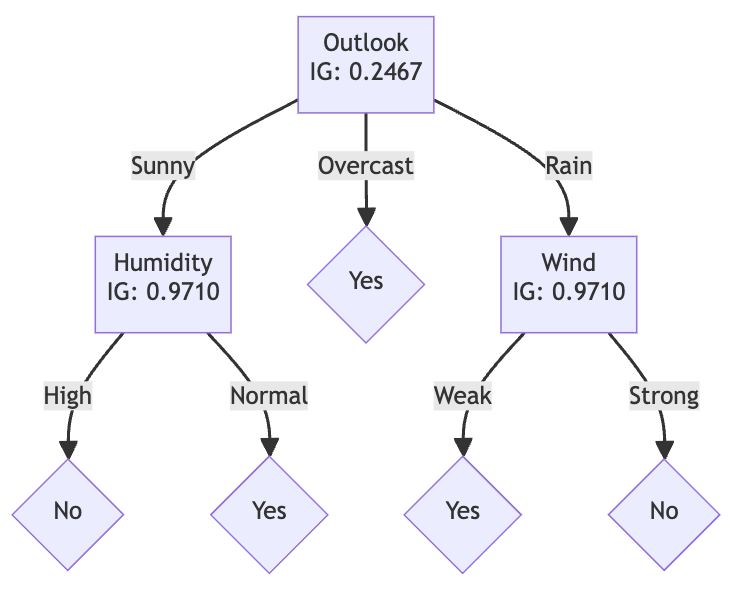 Outlook
IG: 0.2467
Sunny
Overcast
Rain
Humidity
IG: 0.9710
Yes
Wind
IG: 0.9710
High
Normal
Weak
Strong
No
Yes
Yes
No